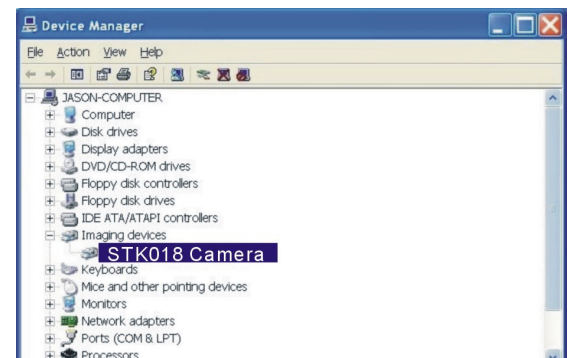 Device Manager
File Action View Help
JASON-COMPUTER
Computer
Disk drives
Display adapters
DVD/CD-ROM drives
Floppy disk controllers
Floppy disk drives
IDE ATA/ATAPI controllers
Imaging devices
STK018 Camera
Keyboards
Mice and other pointing devices
Monitors
Network adapters
Ports (COM & LPT)
Processors